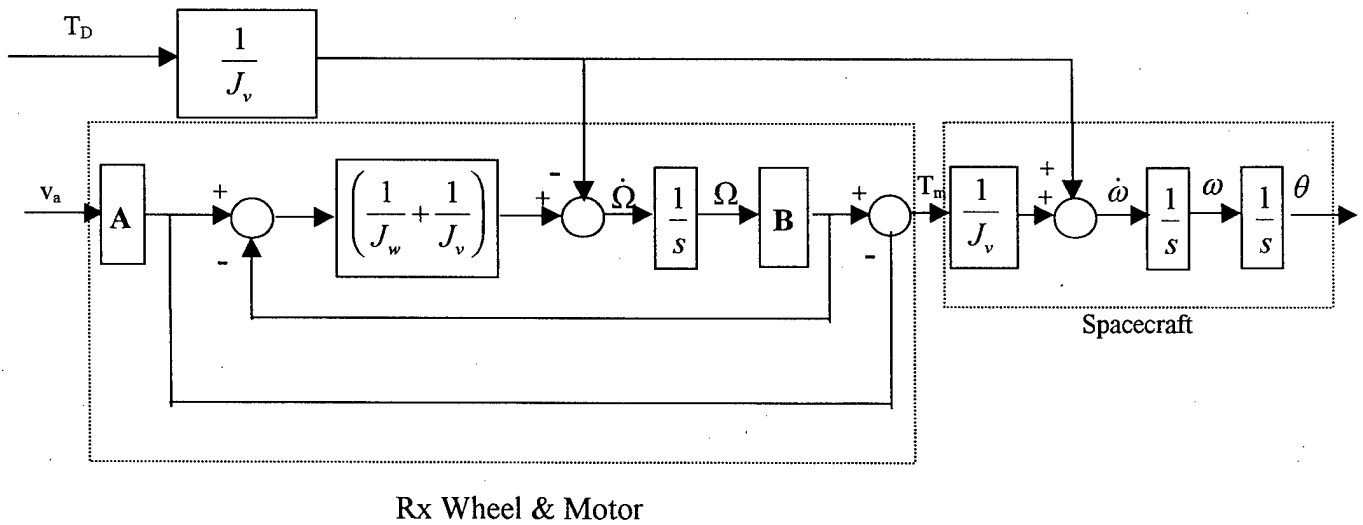 T_D
1
J_v
v_a
A
+
-
( 1/J_w + 1/J_v )
-
+
Ω̇
1
s
Ω
B
+
-
T_m
1
J_v
+
+
ω̇
1
s
ω
1
s
θ
Spacecraft
Rx Wheel & Motor